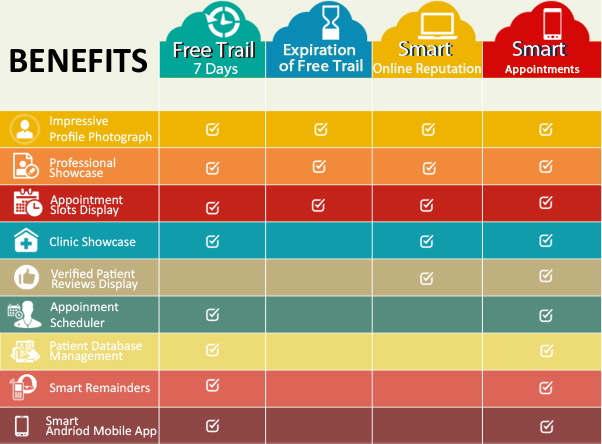 BENEFITS
Free Trail
7 Days
Expiration
of Free Trail
Smart
Online Reputation
Smart
Appointments
Impressive
Profile Photograph
Professional
Showcase
Appointment
Slots Display
Clinic Showcase
Verified Patient
Reviews Display
Appoinment
Scheduler
Patient Database
Management
Smart Remainders
Smart
Andriod Mobile App